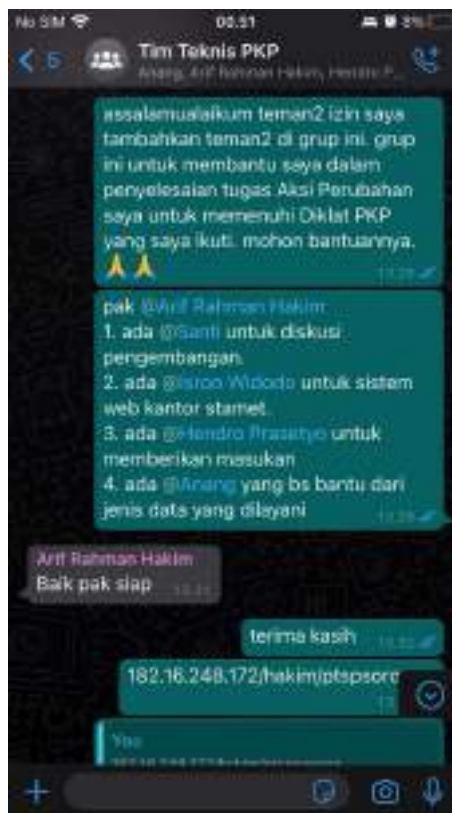 No SIM 00.51
6 Tim Teknis PKP
Anang, Arif Rahman Hakim, Hendro P...
assalamualaikum teman2 izin saya
tambahkan teman2 di grup ini. grup
ini untuk membantu saya dalam
penyelesaian tugas Aksi Perubahan
saya untuk memenuhi Diklat PKP
yang saya ikuti. mohon bantuannya.
pak @Arif Rahman Hakim
1. ada @Santi untuk diskusi
pengembangan.
2. ada @Isron Widodo untuk sistem
web kantor stamet.
3. ada @Hendro Prasetyo untuk
memberikan masukan
4. ada @Anang yang bs bantu dari
jenis data yang dilayani
Arif Rahman Hakim
Baik pak siap
terima kasih
182.16.248.172/hakim/ptspsoro
You